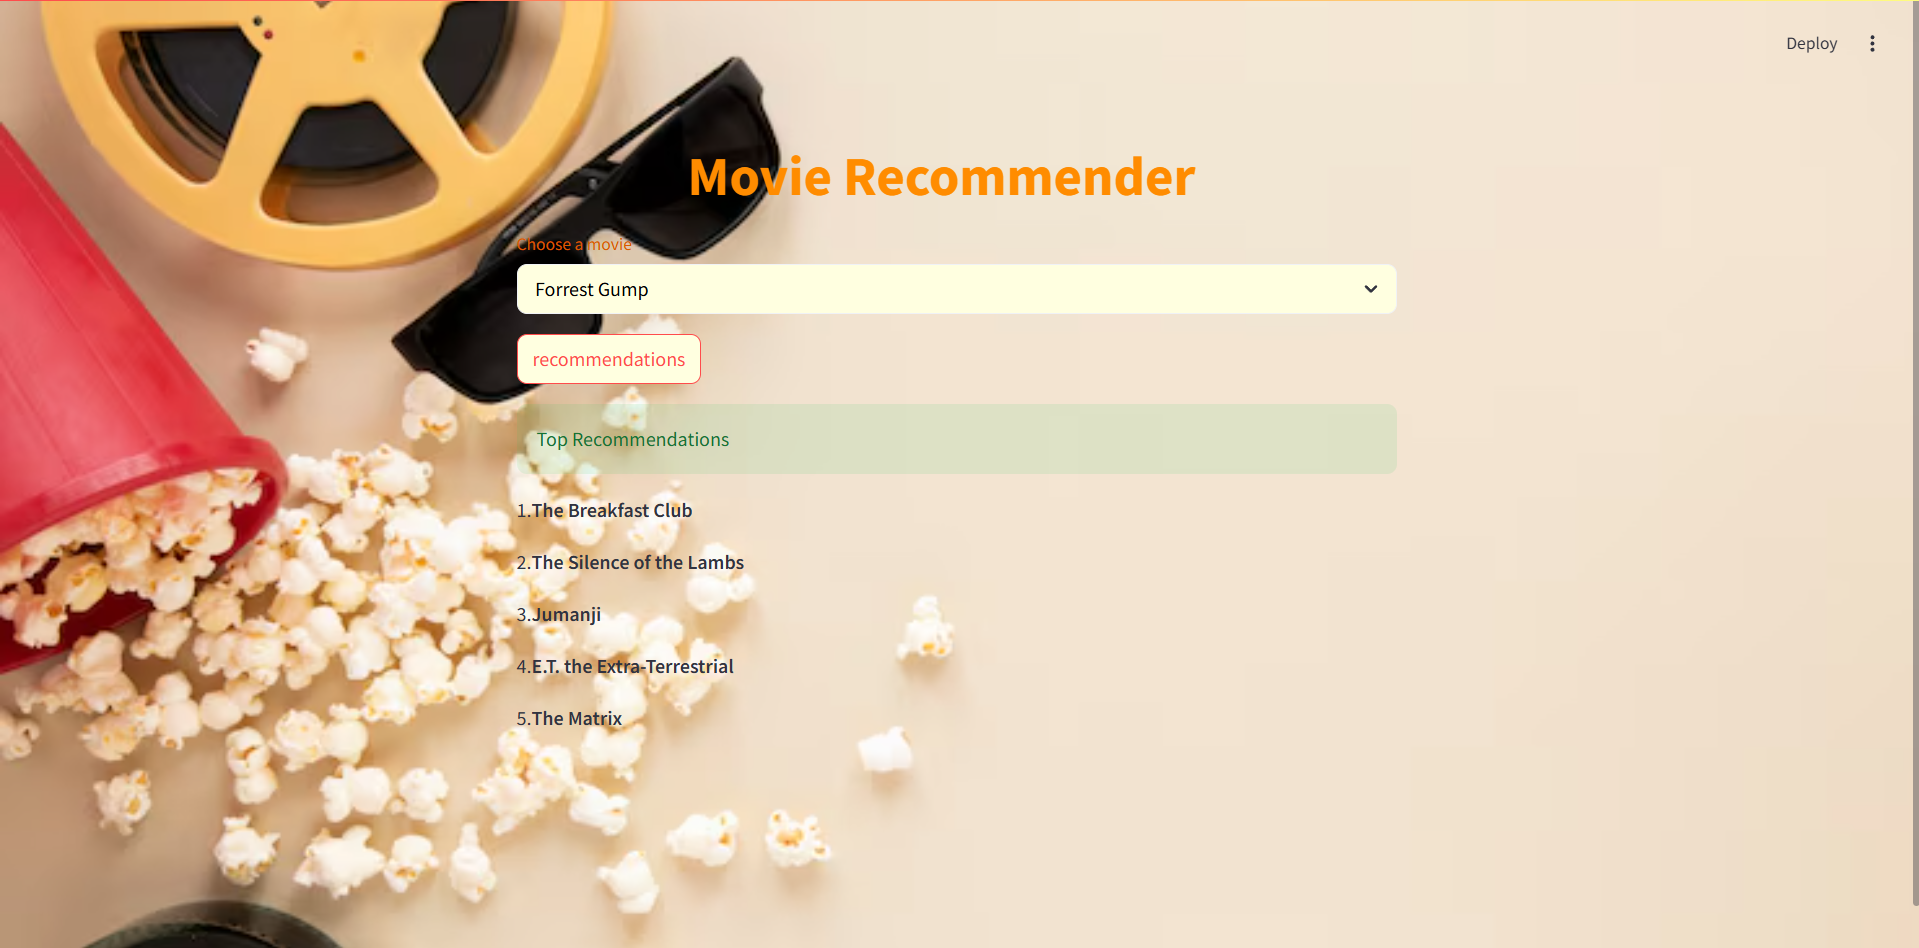 Deploy
Movie Recommender
Choose a movie
Forrest Gump
recommendations
Top Recommendations
1.The Breakfast Club
2.The Silence of the Lambs
3.Jumanji
4.E.T. the Extra-Terrestrial
5.The Matrix